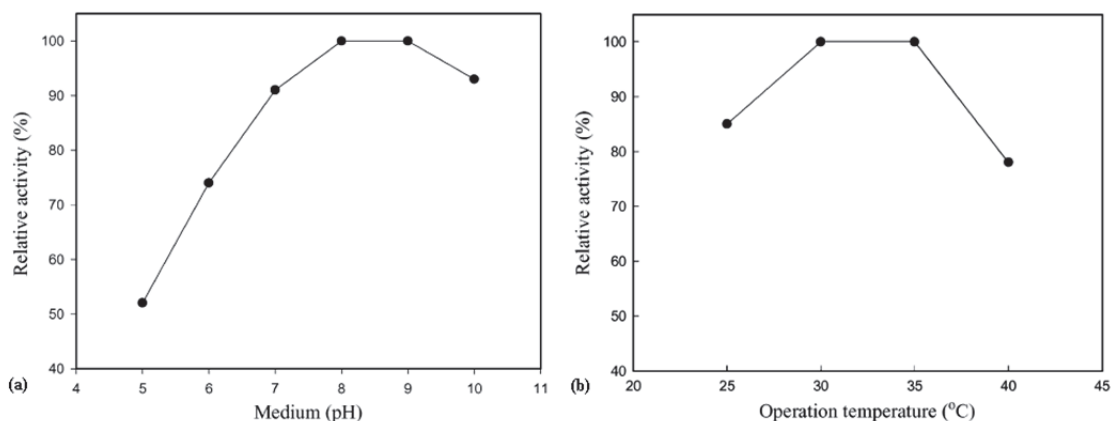 100
90
80
70
60
50
40
Relative activity (%)
4 5 6 7 8 9 10 11
Medium (pH)
(a)
100
90
80
70
60
50
40
Relative activity (%)
20 25 30 35 40 45
Operation temperature (°C)
(b)